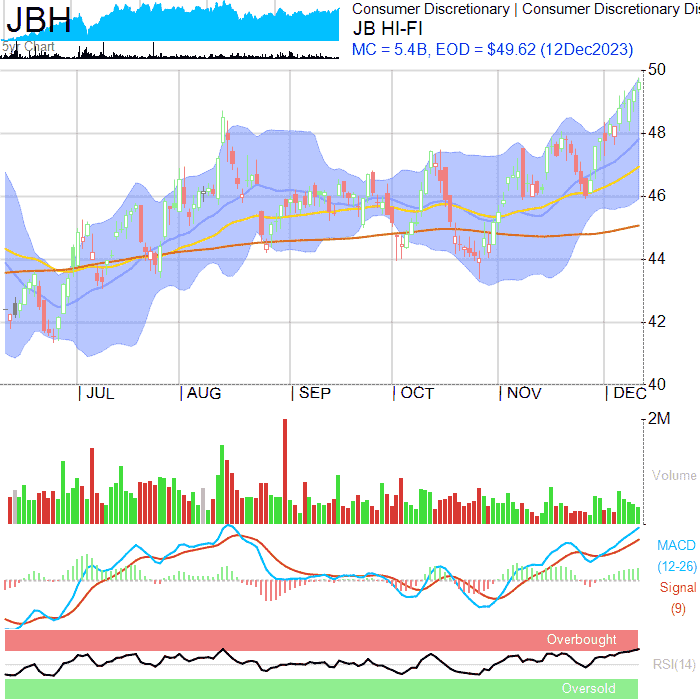 JBH
5yr Chart
Consumer Discretionary | Consumer Discretionary Dis
JB HI-FI
MC = 5.4B, EOD = $49.62 (12Dec2023)
50
48
46
44
42
40
JUL
AUG
SEP
OCT
NOV
DEC
2M
Volume
MACD
(12-26)
Signal
(9)
Overbought
RSI(14)
Oversold